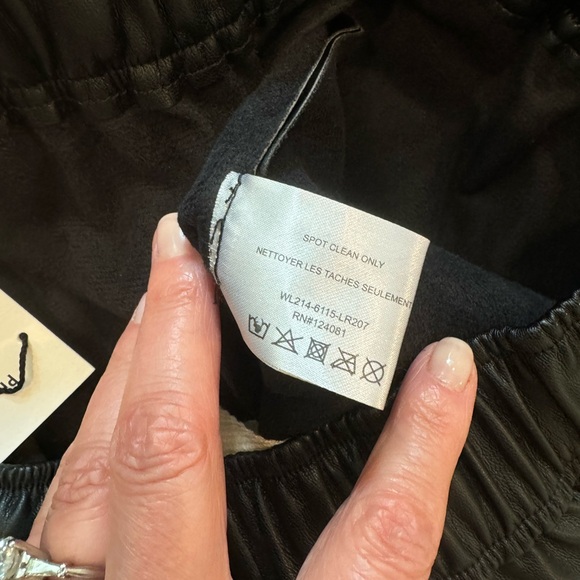 SPOT CLEAN ONLY
NETTOYER LES TACHES SEULEMENT
WL214-6115-LR207
RN#124081